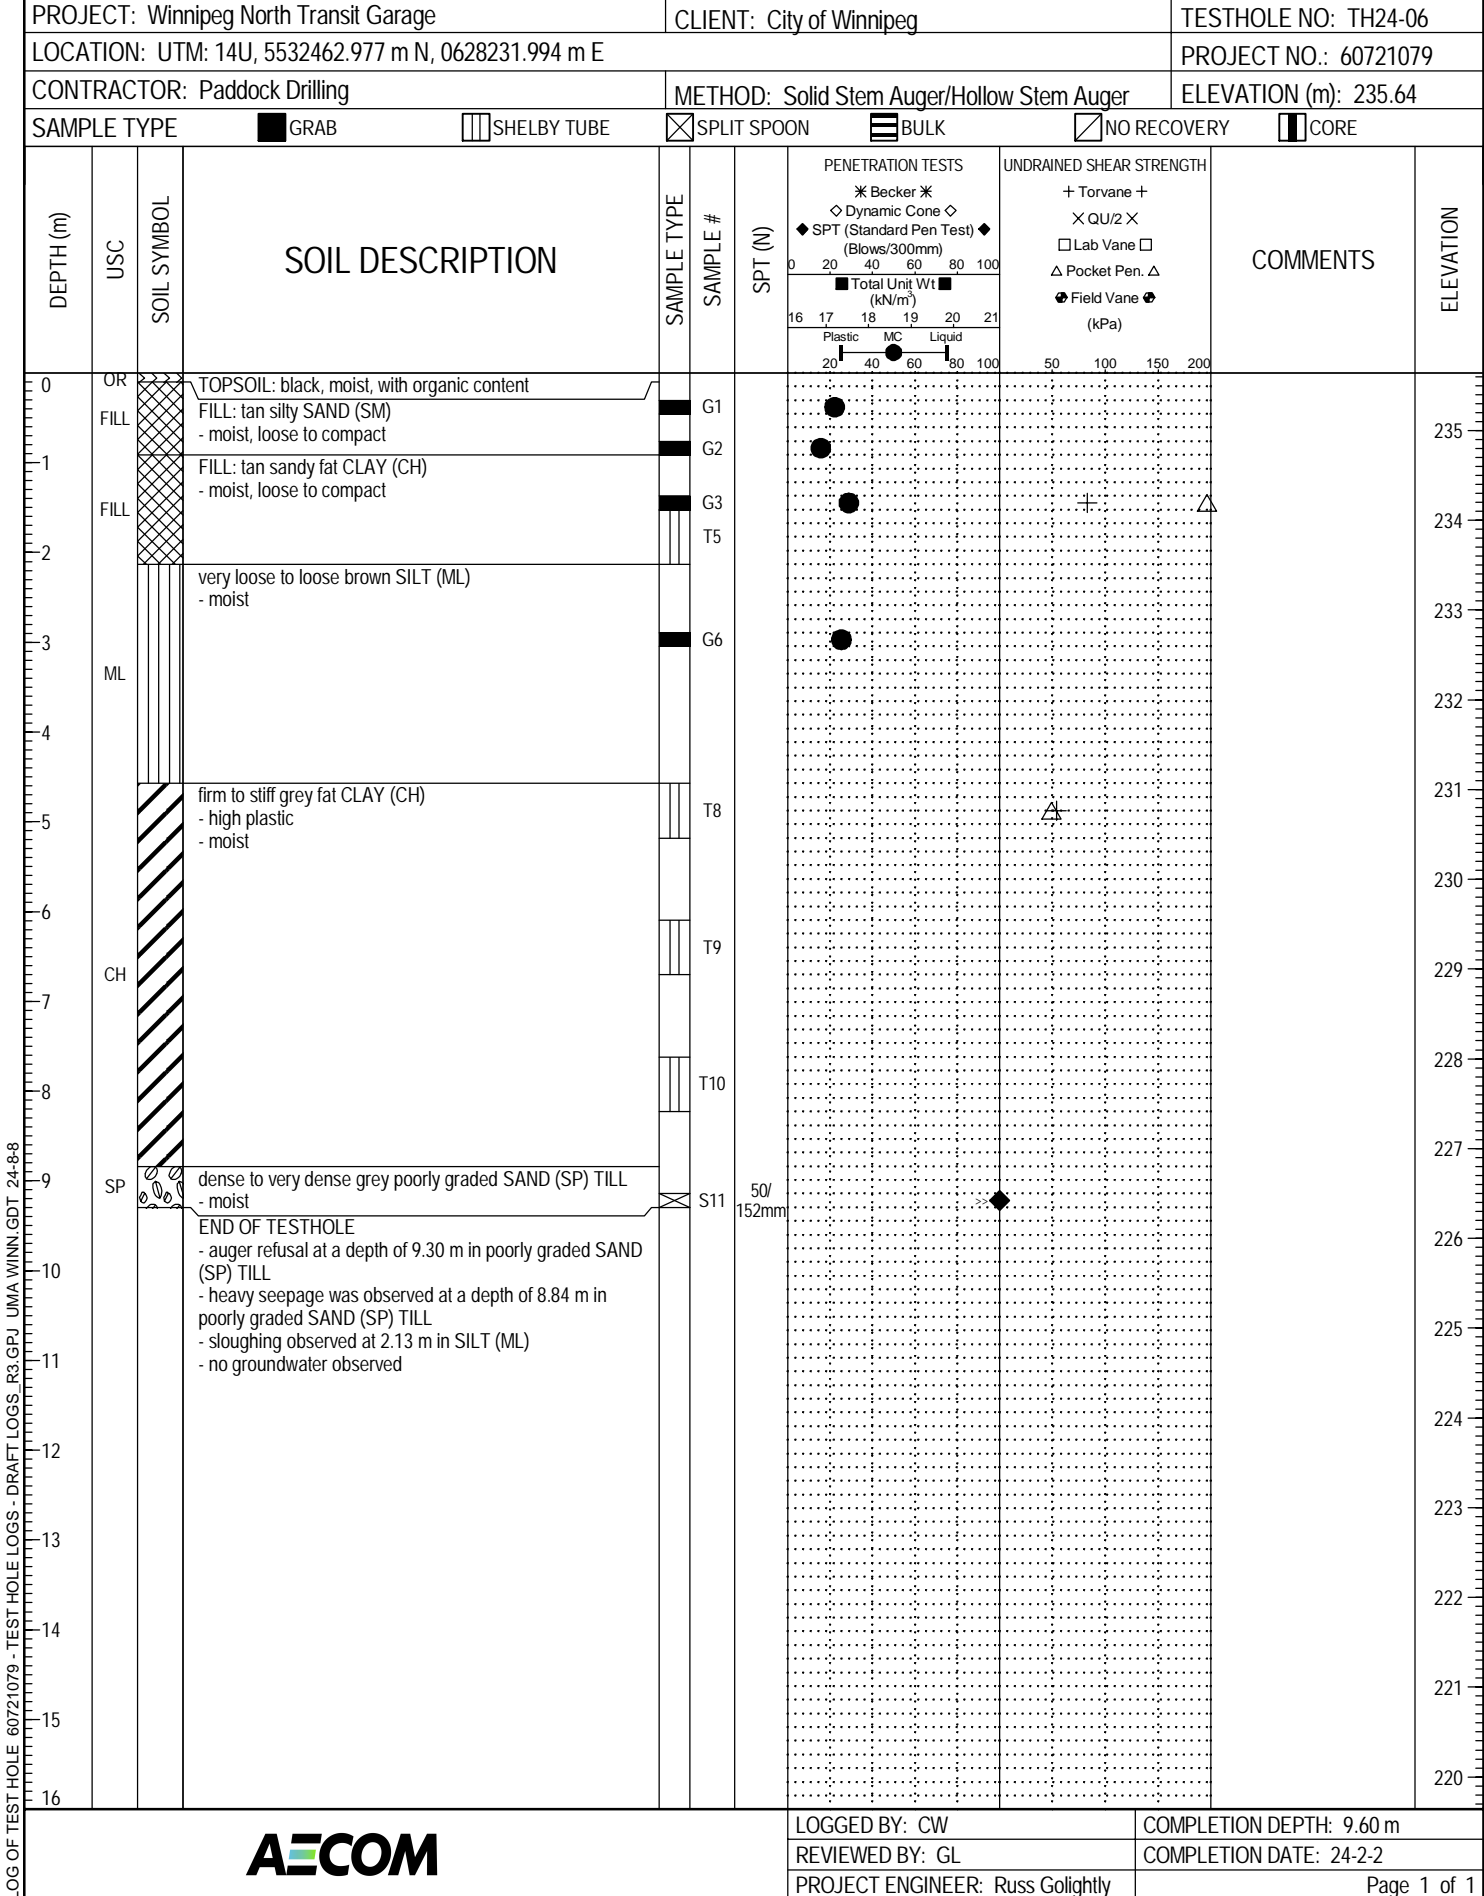 PROJECT: Winnipeg North Transit Garage
CLIENT: City of Winnipeg
TESTHOLE NO: TH24-06
LOCATION: UTM: 14U, 5532462.977 m N, 0628231.994 m E
PROJECT NO.: 60721079
CONTRACTOR: Paddock Drilling
METHOD: Solid Stem Auger/Hollow Stem Auger
ELEVATION (m): 235.64
SAMPLE TYPE
GRAB
SHELBY TUBE
SPLIT SPOON
BULK
NO RECOVERY
CORE
DEPTH (m)
USC
SOIL SYMBOL
SOIL DESCRIPTION
SAMPLE TYPE
SAMPLE #
SPT (N)
PENETRATION TESTS
Becker
Dynamic Cone
SPT (Standard Pen Test)
(Blows/300mm)
0 20 40 60 80 100
Total Unit Wt
(kN/m3)
16 17 18 19 20 21
Plastic MC Liquid
20 40 60 80 100
UNDRAINED SHEAR STRENGTH
+ Torvane +
× QU/2 ×
□ Lab Vane □
△ Pocket Pen. △
Field Vane
(kPa)
50 100 150 200
COMMENTS
ELEVATION
0
OR
TOPSOIL: black, moist, with organic content
FILL
FILL: tan silty SAND (SM)
- moist, loose to compact
G1
G2
235
1
FILL
FILL: tan sandy fat CLAY (CH)
- moist, loose to compact
G3
T5
234
2
very loose to loose brown SILT (ML)
- moist
233
3
G6
ML
232
4
231
firm to stiff grey fat CLAY (CH)
- high plastic
- moist
T8
5
230
6
T9
CH
229
7
228
8
T10
227
9
SP
dense to very dense grey poorly graded SAND (SP) TILL
- moist
S11
50/
152mm
>>
END OF TESTHOLE
- auger refusal at a depth of 9.30 m in poorly graded SAND
(SP) TILL
- heavy seepage was observed at a depth of 8.84 m in
poorly graded SAND (SP) TILL
- sloughing observed at 2.13 m in SILT (ML)
- no groundwater observed
226
10
225
11
224
12
223
13
222
14
221
15
220
16
LOG OF TEST HOLE 60721079 - TEST HOLE LOGS - DRAFT LOGS_R3.GPJ UMA WINN.GDT 24-8-8
AECOM
LOGGED BY: CW
COMPLETION DEPTH: 9.60 m
REVIEWED BY: GL
COMPLETION DATE: 24-2-2
PROJECT ENGINEER: Russ Golightly
Page 1 of 1